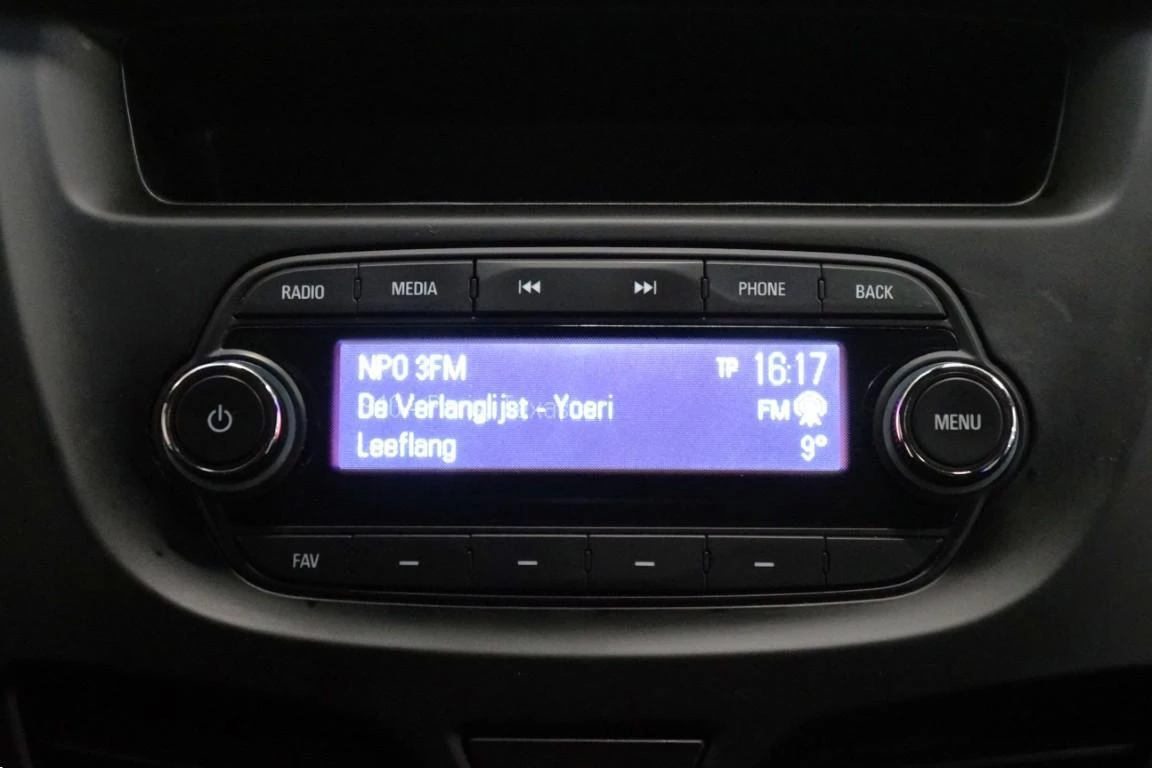 RADIO MEDIA PHONE BACK
NPO 3FM TP 16:17
De Verlanglijst - Yoeri FM
Leeflang 9°
MENU
FAV